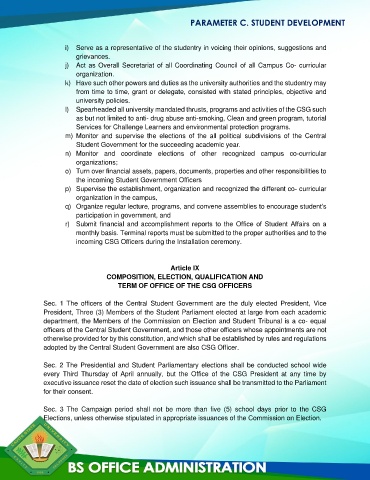 PARAMETER C. STUDENT DEVELOPMENT
i) Serve as a representative of the studentry in voicing their opinions, suggestions and
grievances.
j) Act as Overall Secretariat of all Coordinating Council of all Campus Co- curricular
organization.
k) Have such other powers and duties as the university authorities and the studentry may
from time to time, grant or delegate, consisted with stated principles, objective and
university policies.
l) Spearheaded all university mandated thrusts, programs and activities of the CSG such
as but not limited to anti- drug abuse anti-smoking, Clean and green program, tutorial
Services for Challenge Learners and environmental protection programs.
m) Monitor and supervise the elections of the all political subdivisions of the Central
Student Government for the succeeding academic year.
n) Monitor and coordinate elections of other recognized campus co-curricular
organizations;
o) Turn over financial assets, papers, documents, properties and other responsibilities to
the incoming Student Government Officers
p) Supervise the establishment, organization and recognized the different co- curricular
organization in the campus,
q) Organize regular lecture, programs, and convene assemblies to encourage student's
participation in government, and
r) Submit financial and accomplishment reports to the Office of Student Affairs on a
monthly basis. Terminal reports must be submitted to the proper authorities and to the
incoming CSG Officers during the Installation ceremony.
Article IX
COMPOSITION, ELECTION, QUALIFICATION AND
TERM OF OFFICE OF THE CSG OFFICERS
Sec. 1 The officers of the Central Student Government are the duly elected President, Vice
President, Three (3) Members of the Student Parliament elected at large from each academic
department, the Members of the Commission on Election and Student Tribunal is a co- equal
officers of the Central Student Government, and those other officers whose appointments are not
otherwise provided for by this constitution, and which shall be established by rules and regulations
adopted by the Central Student Government are also CSG Officer.
Sec. 2 The Presidential and Student Parliamentary elections shall be conducted school wide
every Third Thursday of April annually, but the Office of the CSG President at any time by
executive issuance reset the date of election such issuance shall be transmitted to the Parliament
for their consent.
Sec. 3 The Campaign period shall not be more than five (5) school days prior to the CSG
Elections, unless otherwise stipulated in appropriate issuances of the Commission on Election.
BS OFFICE ADMINISTRATION